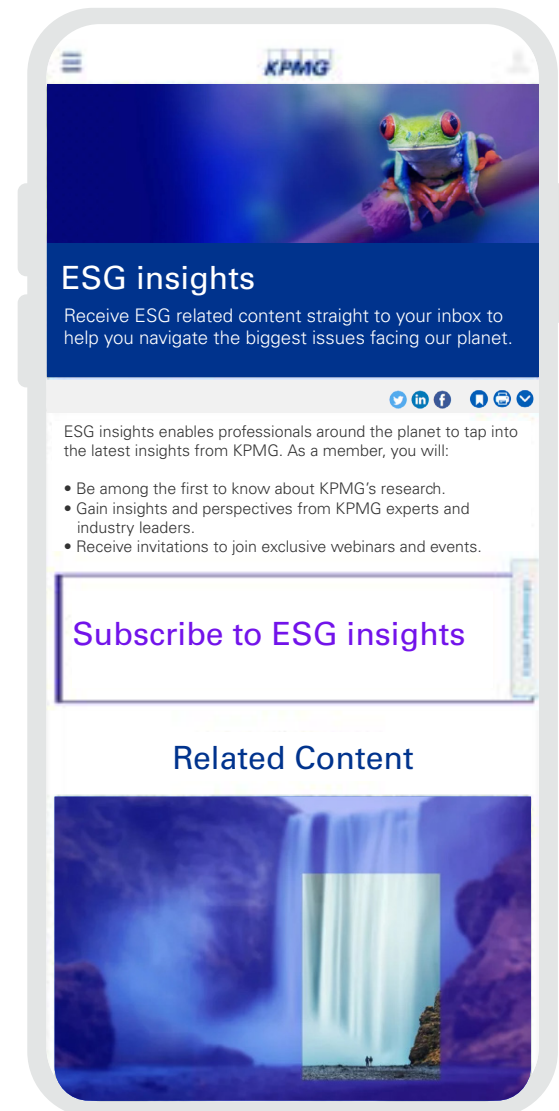 KPMG
ESG insights
Receive ESG related content straight to your inbox to
help you navigate the biggest issues facing our planet.
ESG insights enables professionals around the planet to tap into
the latest insights from KPMG. As a member, you will:
• Be among the first to know about KPMG's research.
• Gain insights and perspectives from KPMG experts and
industry leaders.
• Receive invitations to join exclusive webinars and events.
Subscribe to ESG insights
Related Content